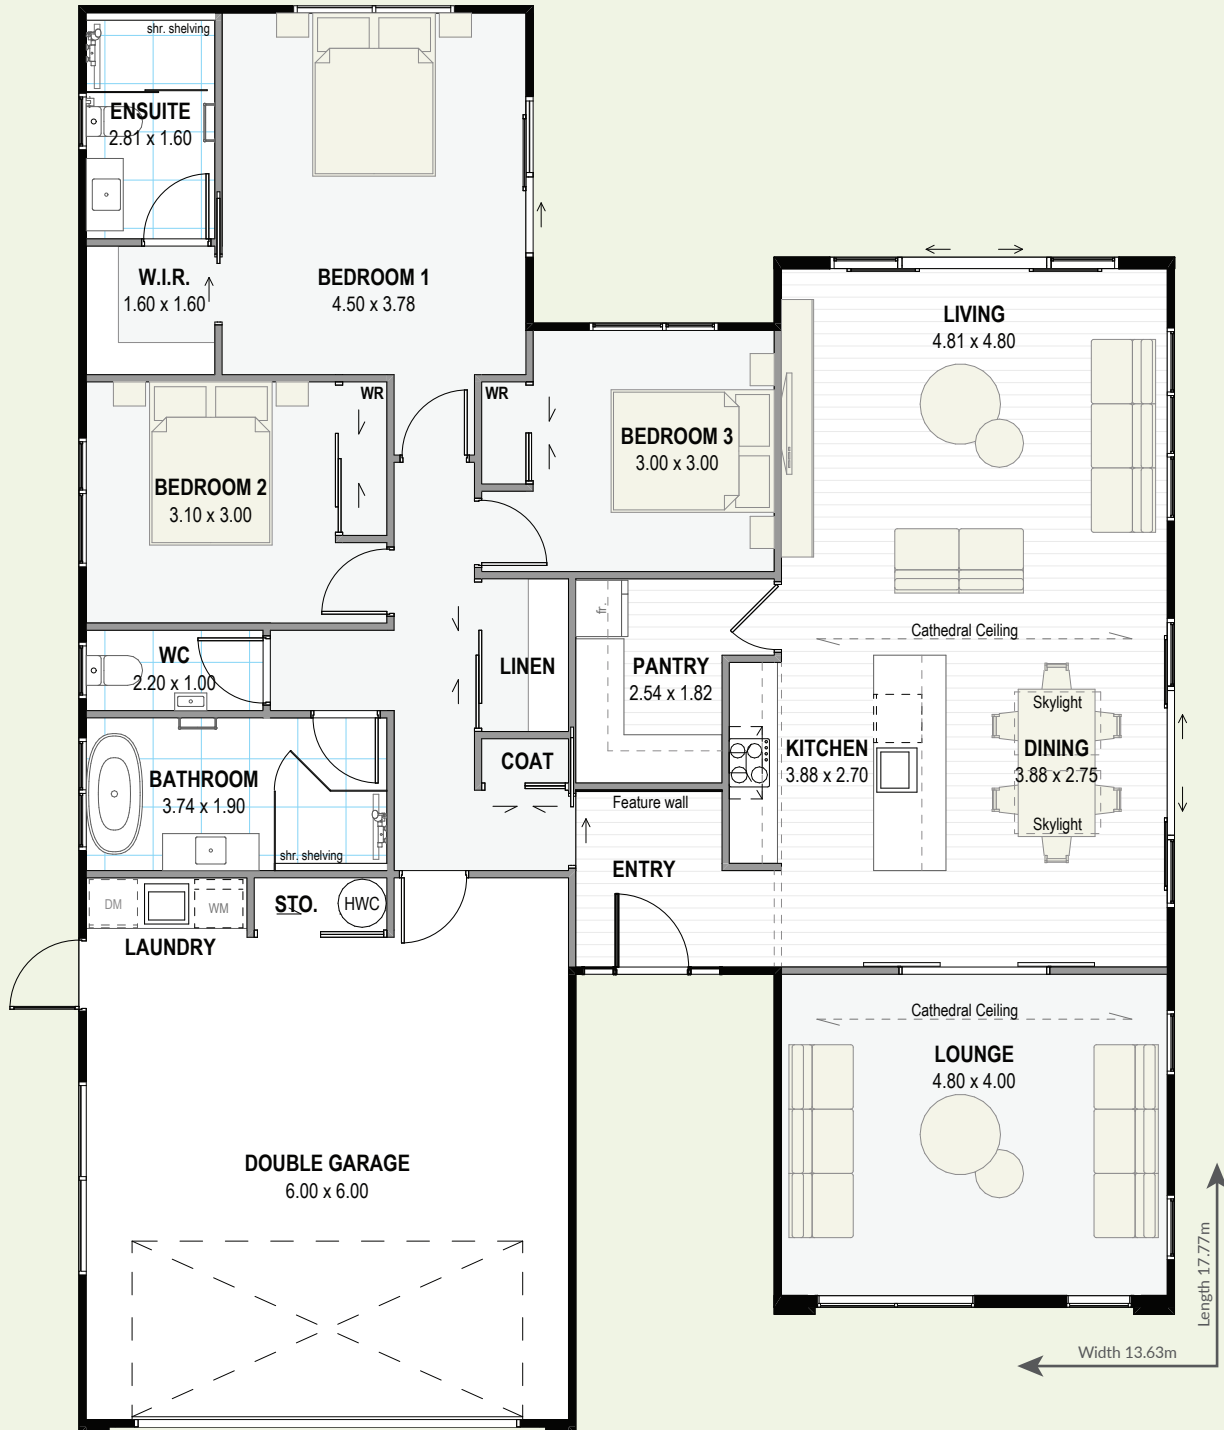 shr. shelving
ENSUITE
2.81 x 1.60
W.I.R.
1.60 x 1.60
BEDROOM 1
4.50 x 3.78
LIVING
4.81 x 4.80
WR
WR
BEDROOM 2
3.10 x 3.00
BEDROOM 3
3.00 x 3.00
fr.
Cathedral Ceiling
WC
2.20 x 1.00
LINEN
PANTRY
2.54 x 1.82
Skylight
KITCHEN
3.88 x 2.70
DINING
3.88 x 2.75
Skylight
COAT
BATHROOM
3.74 x 1.90
shr. shelving
Feature wall
ENTRY
DM
WM
STO.
HWC
LAUNDRY
Cathedral Ceiling
LOUNGE
4.80 x 4.00
DOUBLE GARAGE
6.00 x 6.00
Length 17.77m
Width 13.63m